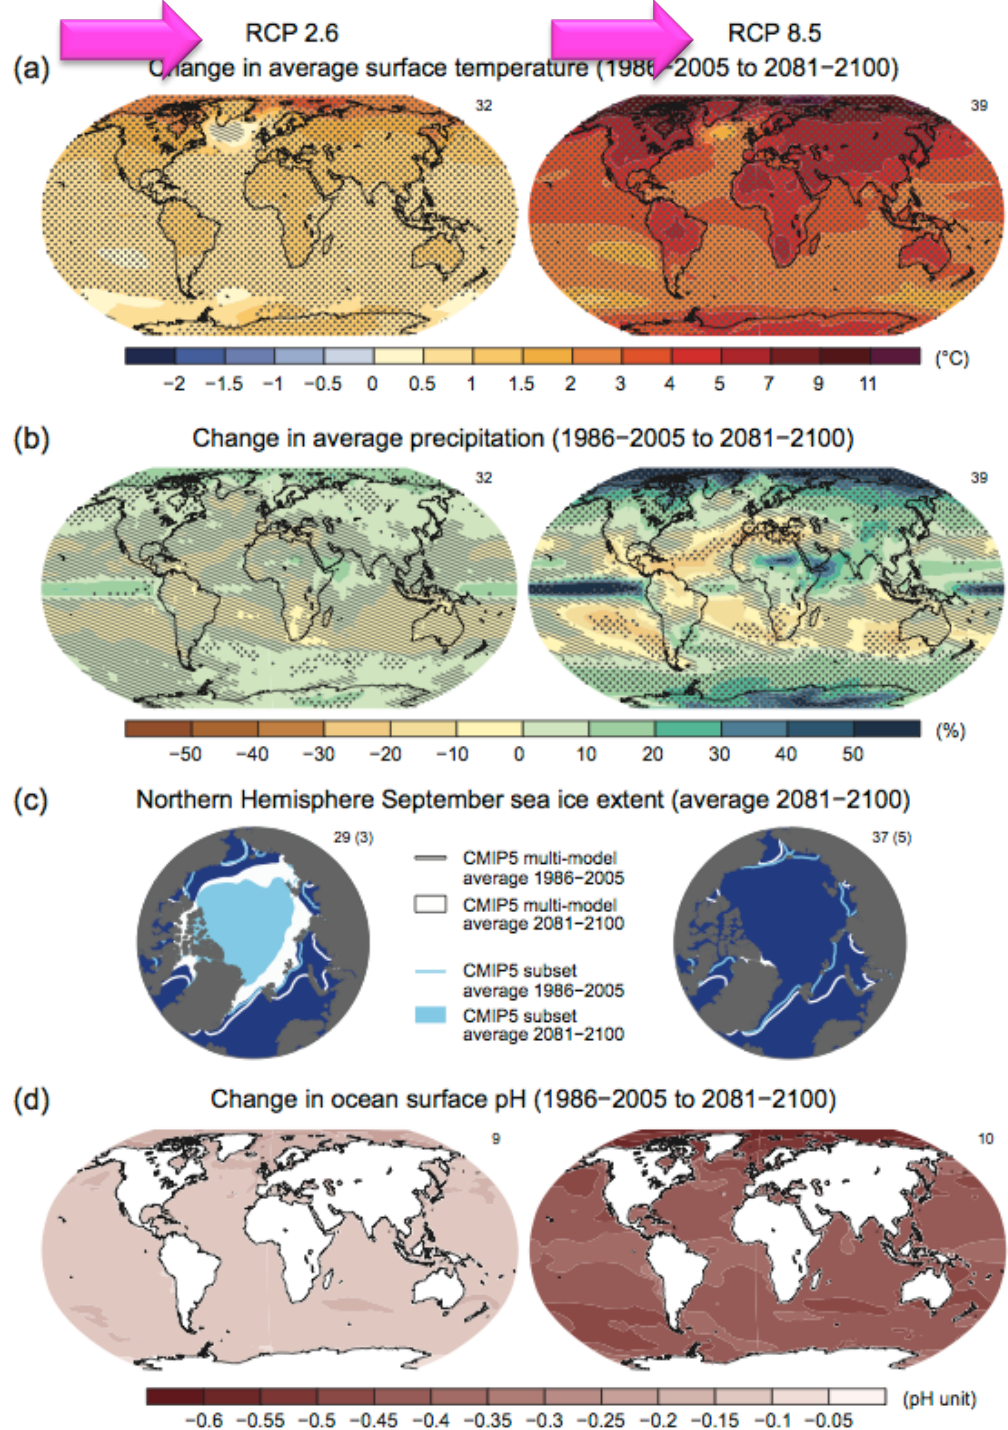 RCP 2.6
RCP 8.5
(a)
Change in average surface temperature (1986−2005 to 2081−2100)
32
39
−2 −1.5 −1 −0.5 0 0.5 1 1.5 2 3 4 5 7 9 11
(°C)
(b)
Change in average precipitation (1986−2005 to 2081−2100)
32
39
−50 −40 −30 −20 −10 0 10 20 30 40 50
(%)
(c)
Northern Hemisphere September sea ice extent (average 2081−2100)
29 (3)
37 (5)
CMIP5 multi-model
average 1986−2005
CMIP5 multi-model
average 2081−2100
CMIP5 subset
average 1986−2005
CMIP5 subset
average 2081−2100
(d)
Change in ocean surface pH (1986−2005 to 2081−2100)
9
10
(pH unit)
−0.6 −0.55 −0.5 −0.45 −0.4 −0.35 −0.3 −0.25 −0.2 −0.15 −0.1 −0.05